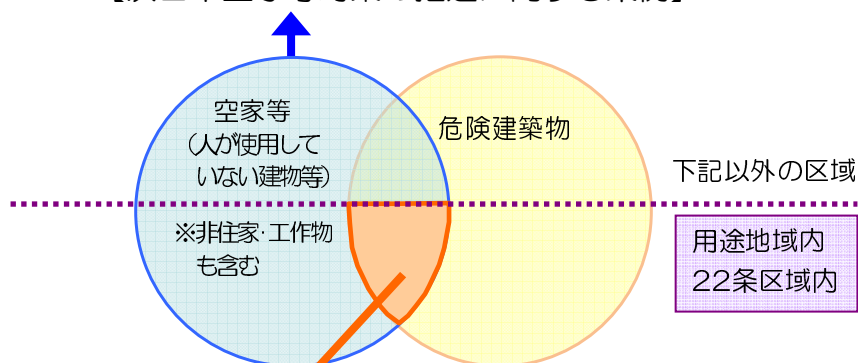 空家等
(人が使用して
いない建物等)
※非住家・工作物
も含む
危険建築物
下記以外の区域
用途地域内
22条区域内